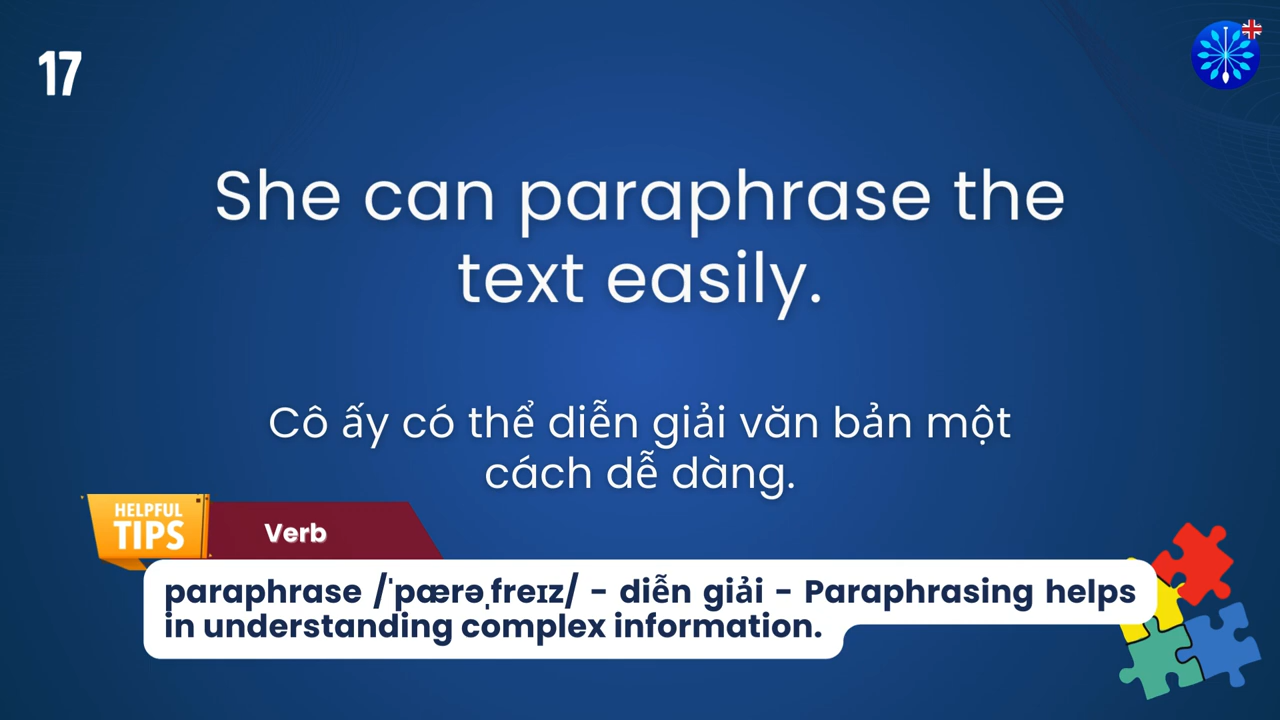 17
She can paraphrase the
text easily.
Cô ấy có thể diễn giải văn bản một
cách dễ dàng.
HELPFUL
TIPS
Verb
paraphrase /ˈpærəˌfreɪz/ - diễn giải - Paraphrasing helps
in understanding complex information.